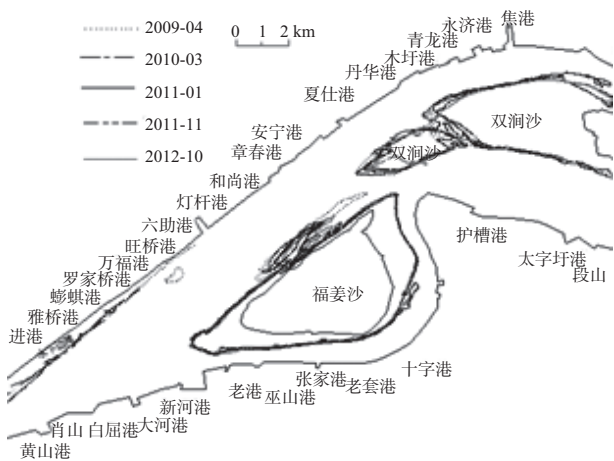 2009-04
2010-03
2011-01
2011-11
2012-10
0 1 2 km
焦港
永济港
青龙港
木圩港
丹华港
夏仕港
安宁港
章春港
和尚港
灯杆港
六助港
旺桥港
万福港
罗家桥港
蟛蜞港
雅桥港
进港
双涧沙
双涧沙
护槽港
太字圩港
段山
福姜沙
十字港
张家港
老套港
老港
巫山港
新河港
大河港
白屈港
肖山
黄山港